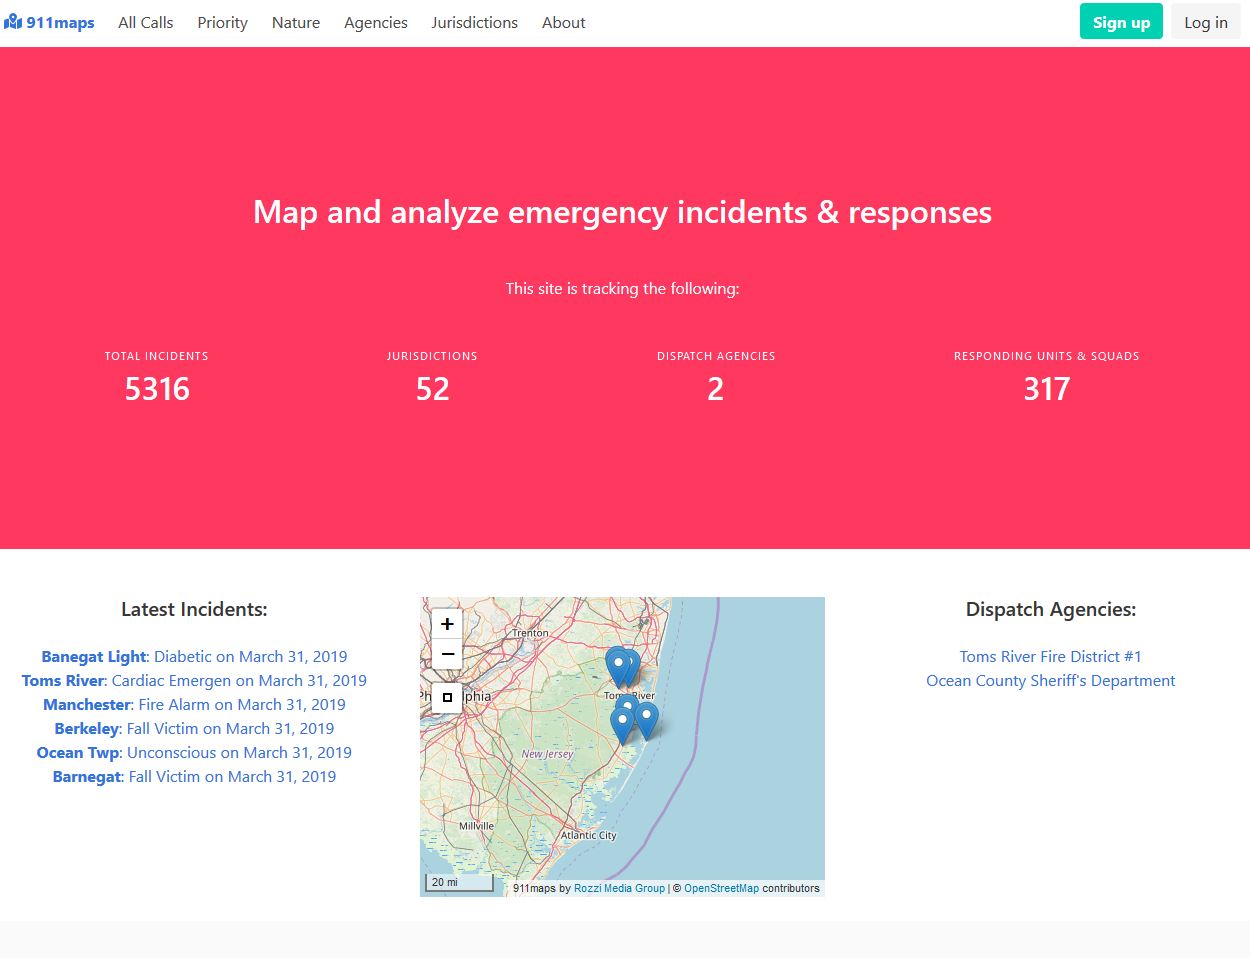 911maps All Calls Priority Nature Agencies Jurisdictions About Sign up Log in
Map and analyze emergency incidents & responses
This site is tracking the following:
TOTAL INCIDENTS JURISDICTIONS DISPATCH AGENCIES RESPONDING UNITS & SQUADS
5316 52 2 317
Latest Incidents:
Banegat Light: Diabetic on March 31, 2019
Toms River: Cardiac Emergen on March 31, 2019
Manchester: Fire Alarm on March 31, 2019
Berkeley: Fall Victim on March 31, 2019
Ocean Twp: Unconscious on March 31, 2019
Barnegat: Fall Victim on March 31, 2019
+
−
Trenton
Toms River
New Jersey
Millville
Atlantic City
20 mi
911maps by Rozzi Media Group | © OpenStreetMap contributors
Dispatch Agencies:
Toms River Fire District #1
Ocean County Sheriff's Department